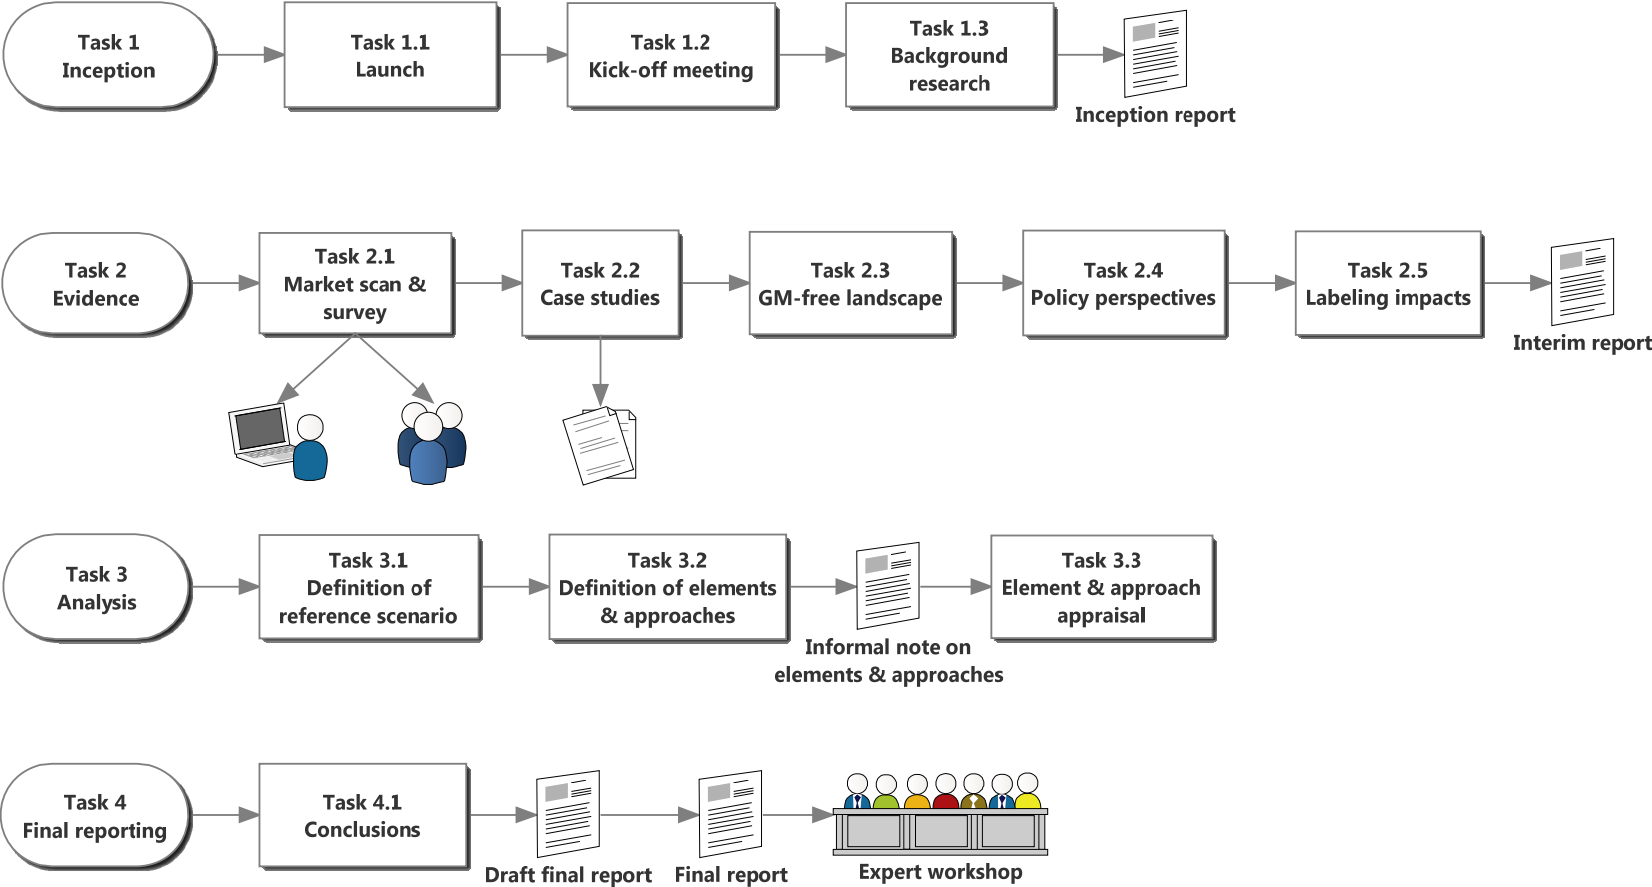 Task 1
Inception
Task 1.1
Launch
Task 1.2
Kick-off meeting
Task 1.3
Background
research
Inception report
Task 2
Evidence
Task 2.1
Market scan &
survey
Task 2.2
Case studies
Task 2.3
GM-free landscape
Task 2.4
Policy perspectives
Task 2.5
Labeling impacts
Interim report
Task 3
Analysis
Task 3.1
Definition of
reference scenario
Task 3.2
Definition of elements
& approaches
Informal note on
elements & approaches
Task 3.3
Element & approach
appraisal
Task 4
Final reporting
Task 4.1
Conclusions
Draft final report
Final report
Expert workshop